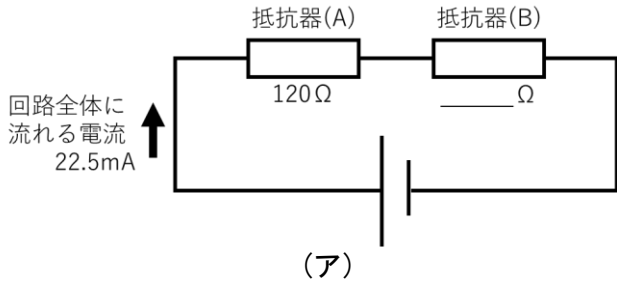 抵抗器(A)
抵抗器(B)
120Ω
______Ω
回路全体に
流れる電流
22.5mA
(ア)